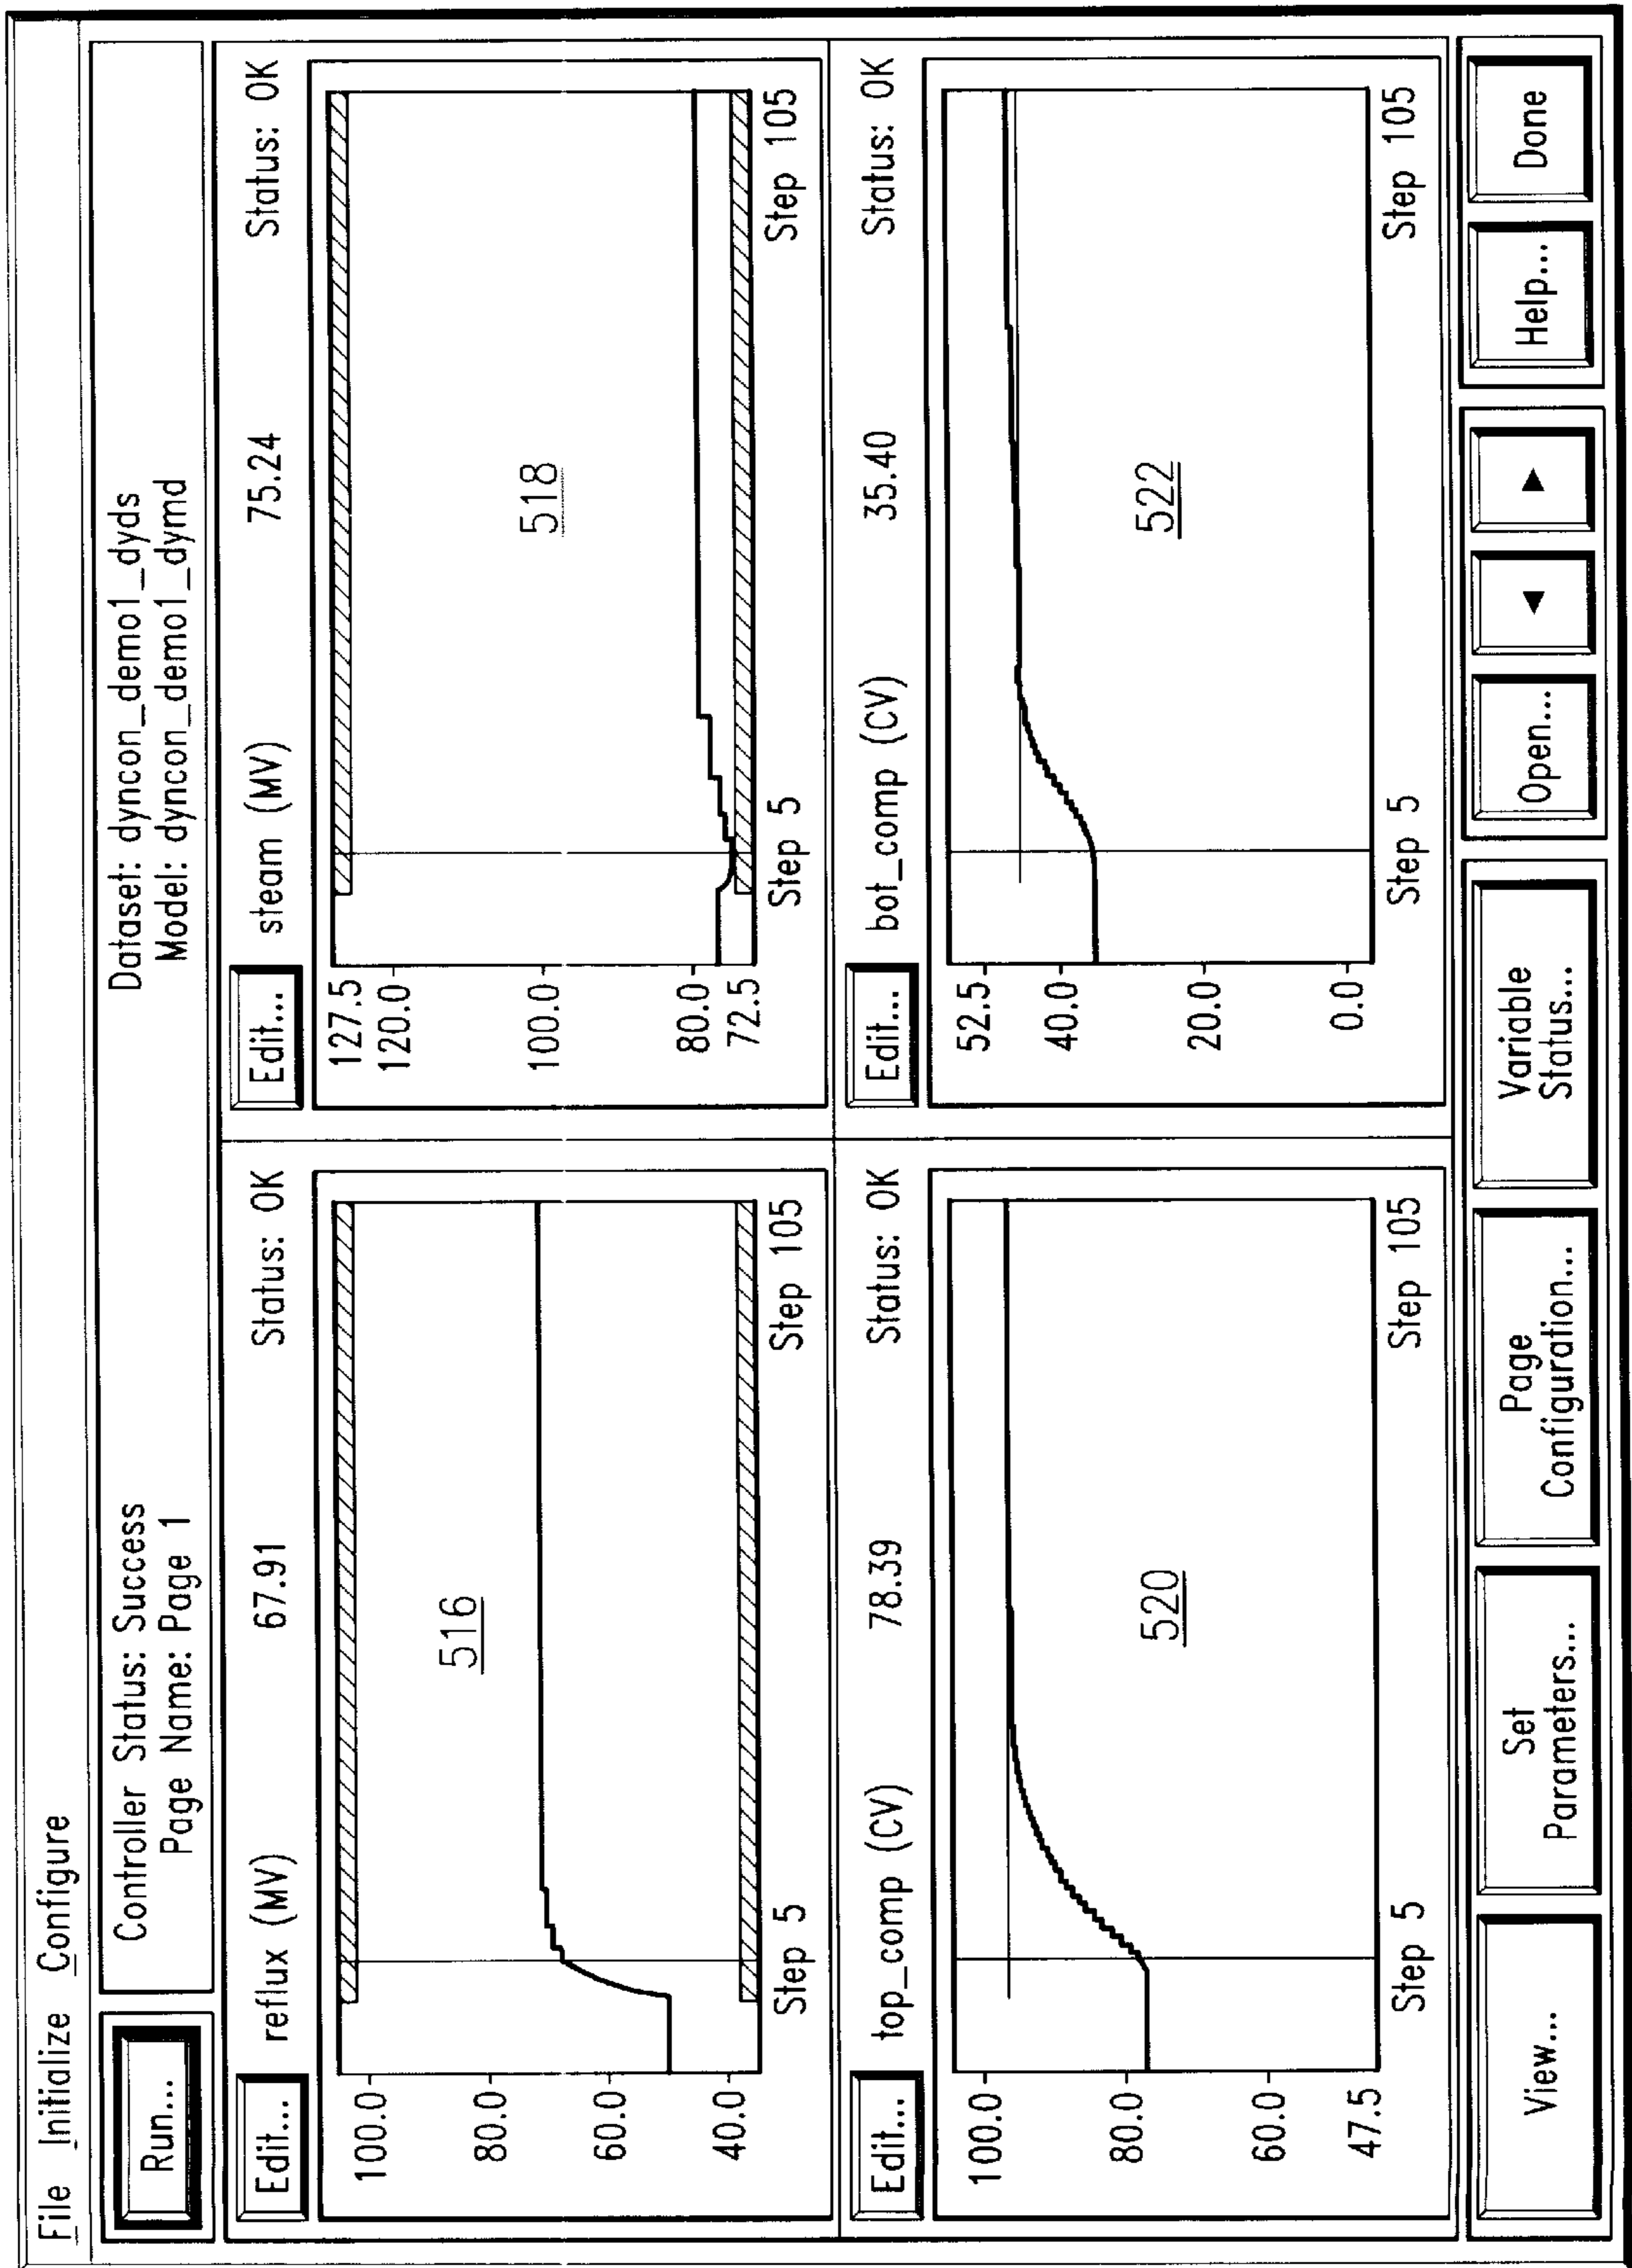 File Initialize Configure
Run...
Controller Status: Success
Page Name: Page 1
Dataset: dyncon_demo1_dyds
Model: dyncon_demo1_dymd
Edit... reflux (MV) 67.91 Status: OK
100.0
80.0
60.0
40.0
516
Step 5 Step 105
Edit... steam (MV) 75.24 Status: OK
127.5
120.0
100.0
80.0
72.5
518
Step 5 Step 105
Edit... top_comp (CV) 78.39 Status: OK
100.0
80.0
60.0
47.5
520
Step 5 Step 105
Edit... bot_comp (CV) 35.40 Status: OK
52.5
40.0
20.0
0.0
522
Step 5 Step 105
View...
Set
Parameters...
Page
Configuration...
Variable
Status...
Open...
Help...
Done